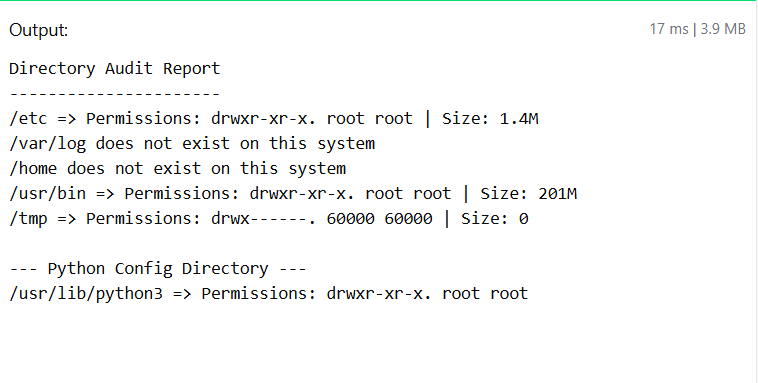 Output:
17 ms | 3.9 MB
Directory Audit Report
----------------------
/etc => Permissions: drwxr-xr-x. root root | Size: 1.4M
/var/log does not exist on this system
/home does not exist on this system
/usr/bin => Permissions: drwxr-xr-x. root root | Size: 201M
/tmp => Permissions: drwx------. 60000 60000 | Size: 0
--- Python Config Directory ---
/usr/lib/python3 => Permissions: drwxr-xr-x. root root